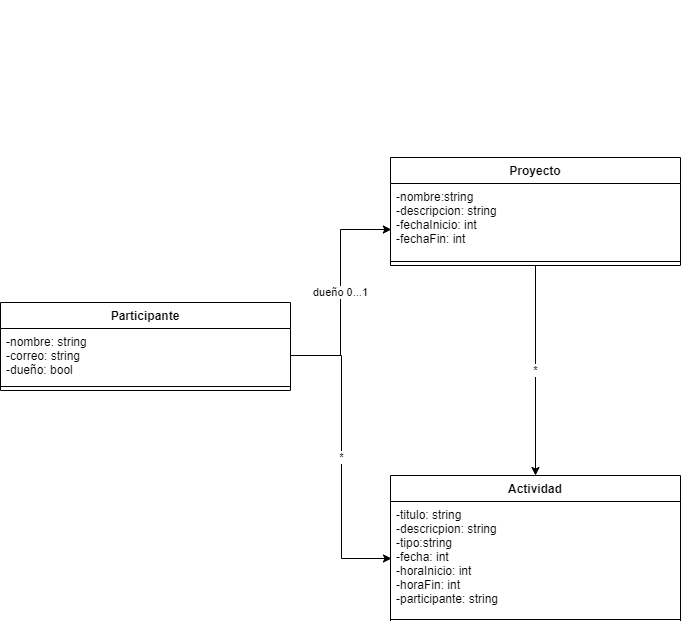 Proyecto
-nombre:string
-descripcion: string
-fechaInicio: int
-fechaFin: int
dueño 0...1
Participante
-nombre: string
-correo: string
-dueño: bool
*
*
Actividad
-titulo: string
-descricpion: string
-tipo:string
-fecha: int
-horaInicio: int
-horaFin: int
-participante: string